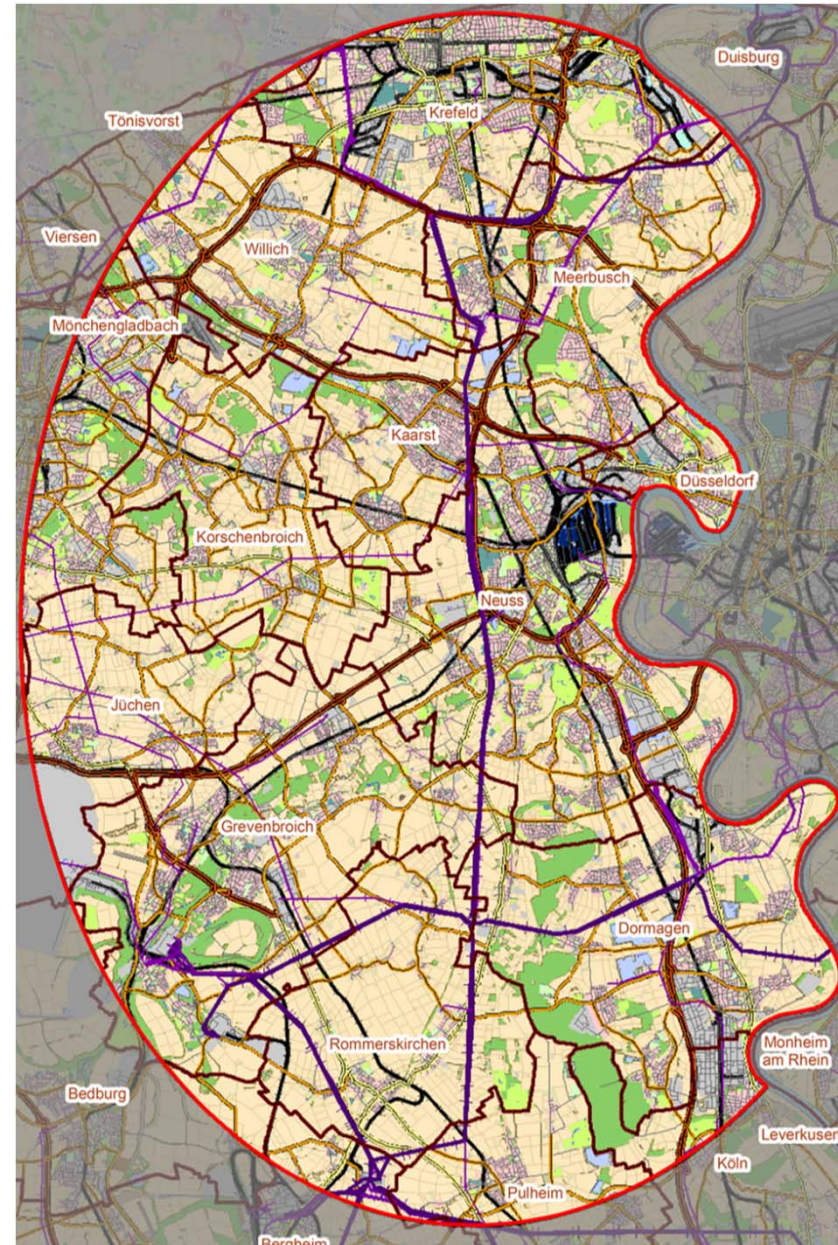 Duisburg
Krefeld
Tönisvorst
Viersen
Willich
Meerbusch
Mönchengladbach
Kaarst
Düsseldorf
Korschenbroich
Neuss
Jüchen
Grevenbroich
Dormagen
Rommerskirchen
Monheim
am Rhein
Bedburg
Leverkusen
Köln
Pulheim
Bergheim